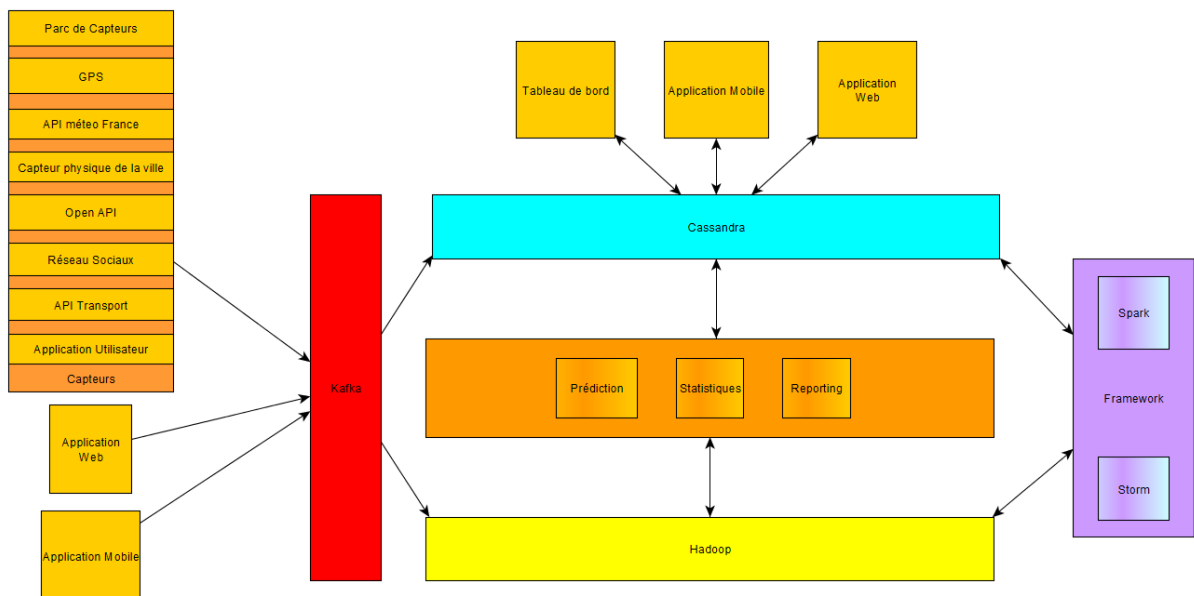 Parc de Capteurs
GPS
API méteo France
Capteur physique de la ville
Open API
Réseau Sociaux
API Transport
Application Utilisateur
Capteurs
Application
Web
Application Mobile
Kafka
Tableau de bord
Application Mobile
Application
Web
Cassandra
Prédiction
Statistiques
Reporting
Hadoop
Spark
Framework
Storm